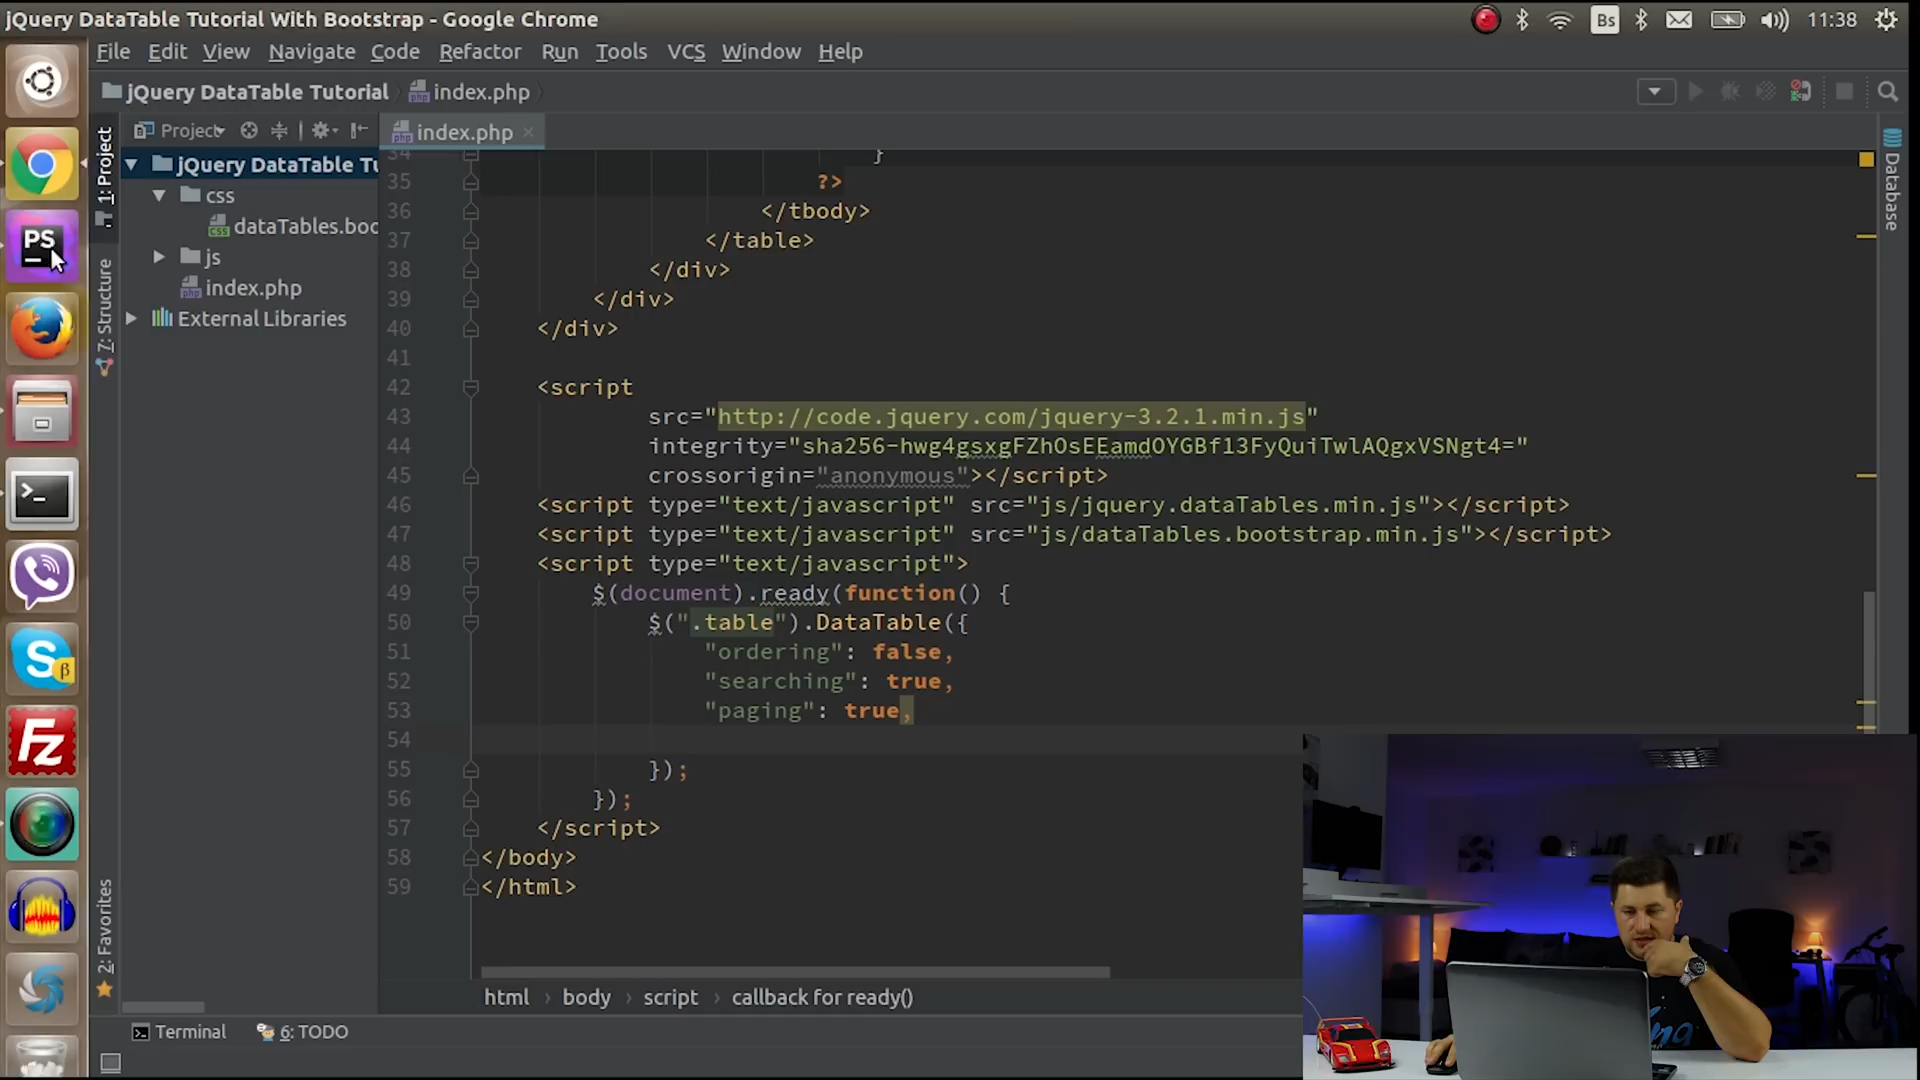 jQuery DataTable Tutorial With Bootstrap - Google Chrome
Bs
11:38
File Edit View Navigate Code Refactor Run Tools VCS Window Help
jQuery DataTable Tutorial index.php
Project
index.php
1: Project
7: Structure
2: Favorites
Database
jQuery DataTable Tu
css
dataTables.boo
js
index.php
External Libraries
PS
34 }
35 ?>
36 </tbody>
37 </table>
38 </div>
39 </div>
40 </div>
41
42 <script
43 src="http://code.jquery.com/jquery-3.2.1.min.js"
44 integrity="sha256-hwg4gsxgFZhOsEEamdOYGBf13FyQuiTwlAQgxVSNgt4="
45 crossorigin="anonymous"></script>
46 <script type="text/javascript" src="js/jquery.dataTables.min.js"></script>
47 <script type="text/javascript" src="js/dataTables.bootstrap.min.js"></script>
48 <script type="text/javascript">
49 $(document).ready(function() {
50 $(".table").DataTable({
51 "ordering": false,
52 "searching": true,
53 "paging": true,
54
55 });
56 });
57 </script>
58 </body>
59 </html>
html body script callback for ready()
Terminal 6: TODO